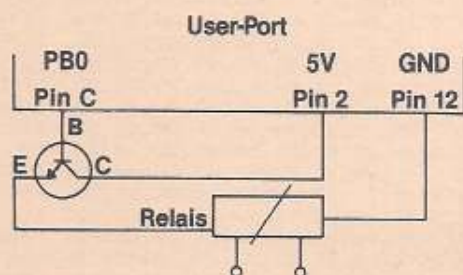 User-Port
PB0 5V GND
Pin C Pin 2 Pin 12
B
E C
Relais